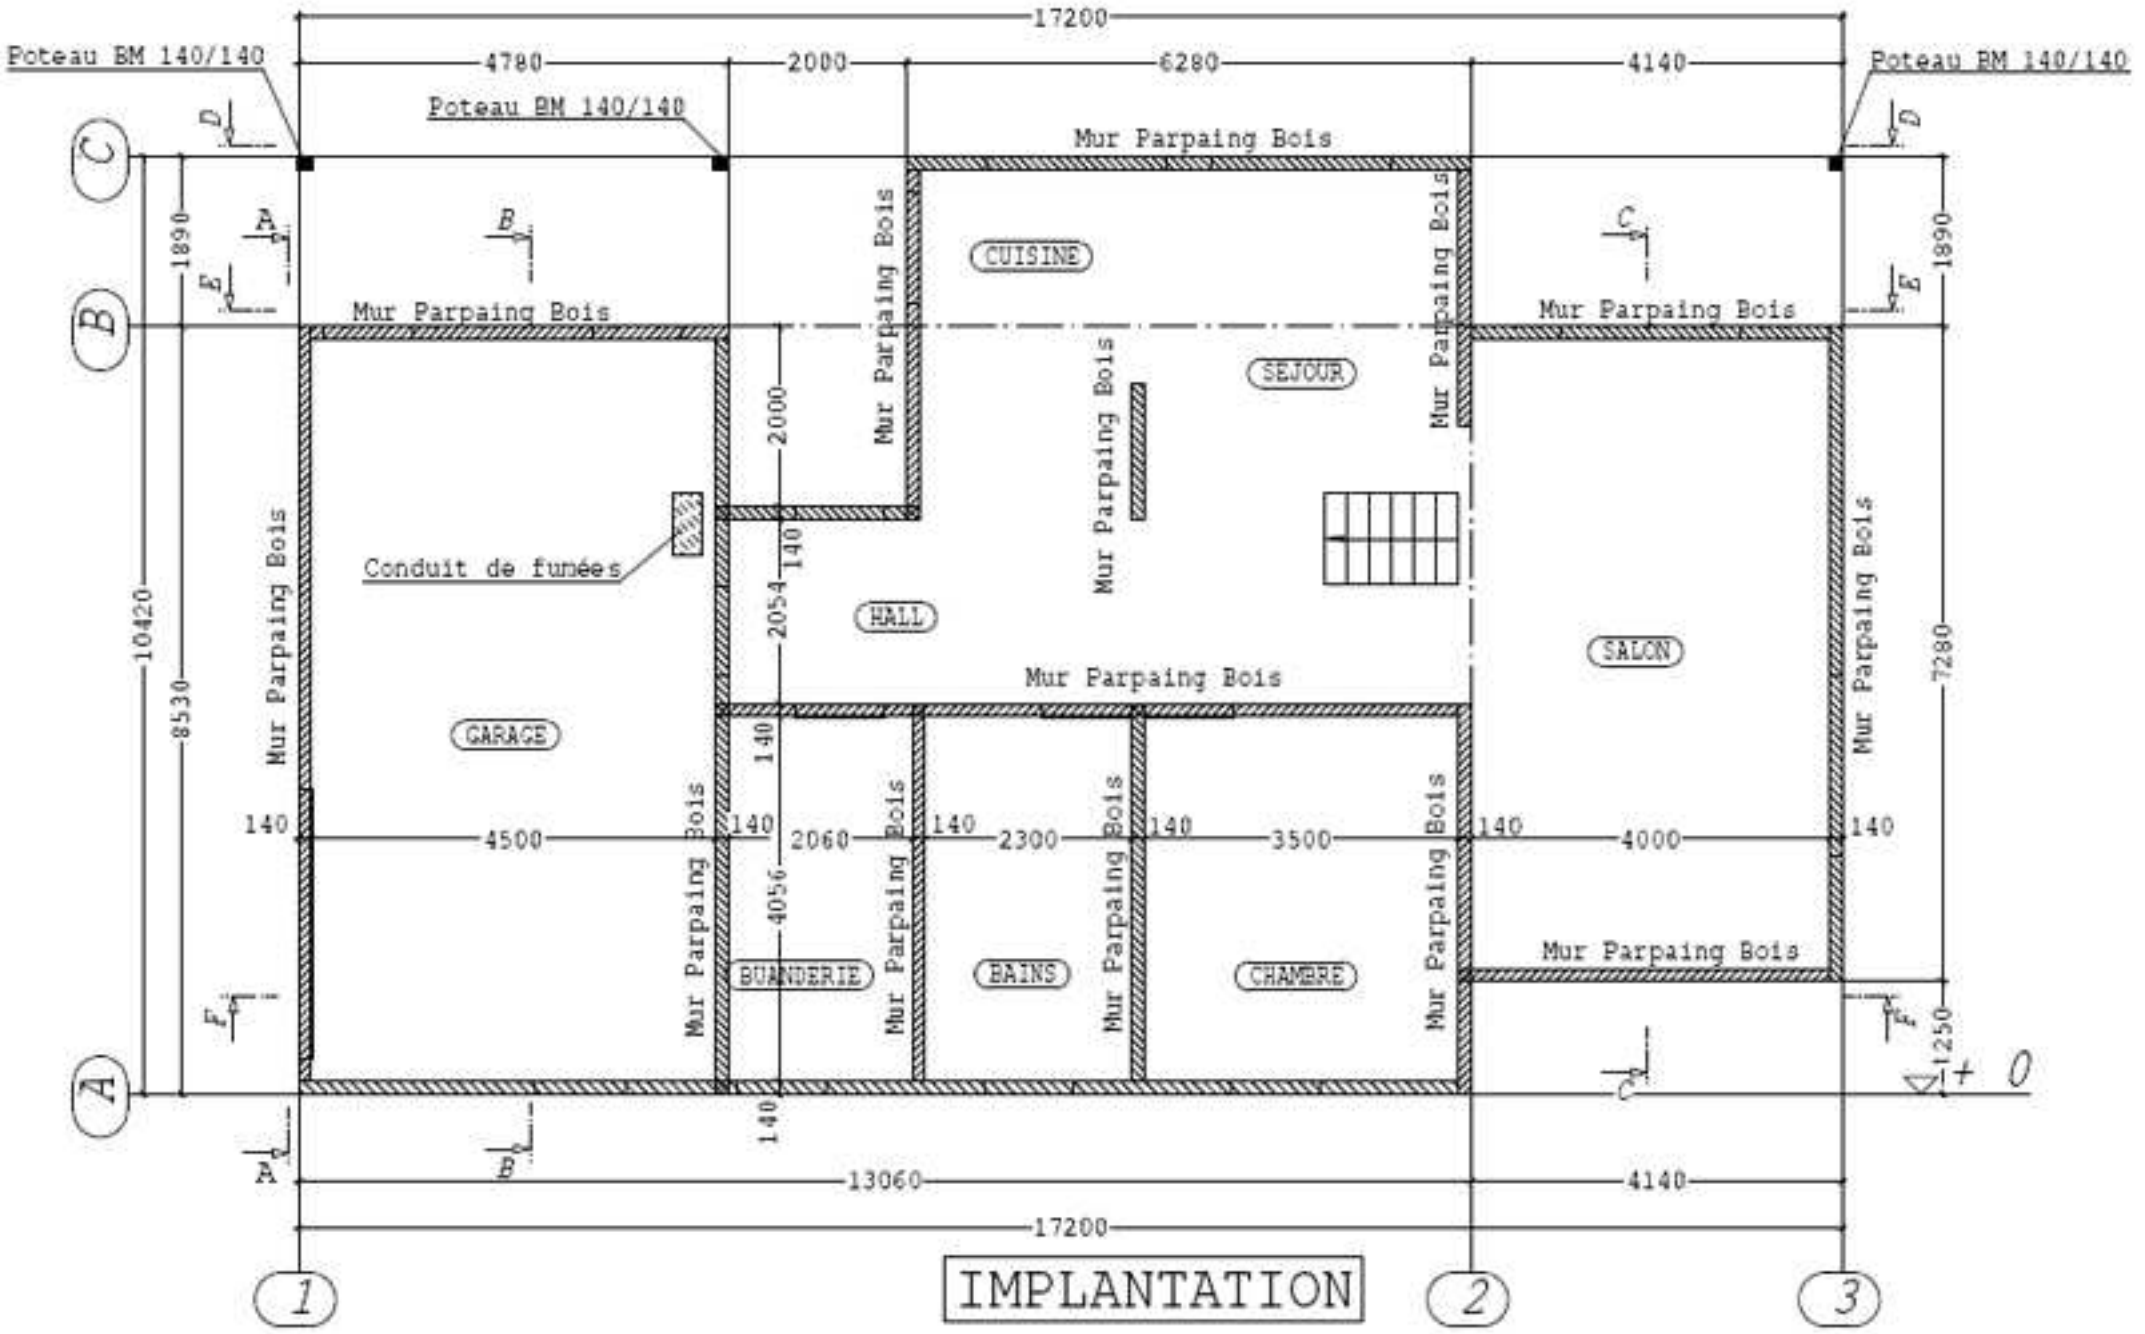 17200
4780
2000
6280
4140
Poteau BM 140/140
Poteau BM 140/140
Poteau BM 140/140
D
D
C
Mur Parpaing Bois
A
B
C
1890
1890
Mur Parpaing Bois
Mur Parpaing Bois
CUISINE
E
E
B
Mur Parpaing Bois
Mur Parpaing Bois
SEJOUR
Mur Parpaing Bois
2000
Mur Parpaing Bois
Mur Parpaing Bois
Conduit de fumées
140
2054
HALL
10420
8530
7280
SALON
Mur Parpaing Bois
GARAGE
140
Mur Parpaing Bois
Mur Parpaing Bois
Mur Parpaing Bois
Mur Parpaing Bois
140
4500
140
2060
140
2300
140
3500
140
4000
140
4056
Mur Parpaing Bois
BUANDERIE
BAINS
CHAMBRE
F
F
1250
+ 0
A
C
140
A
B
13060
4140
17200
IMPLANTATION
1
2
3